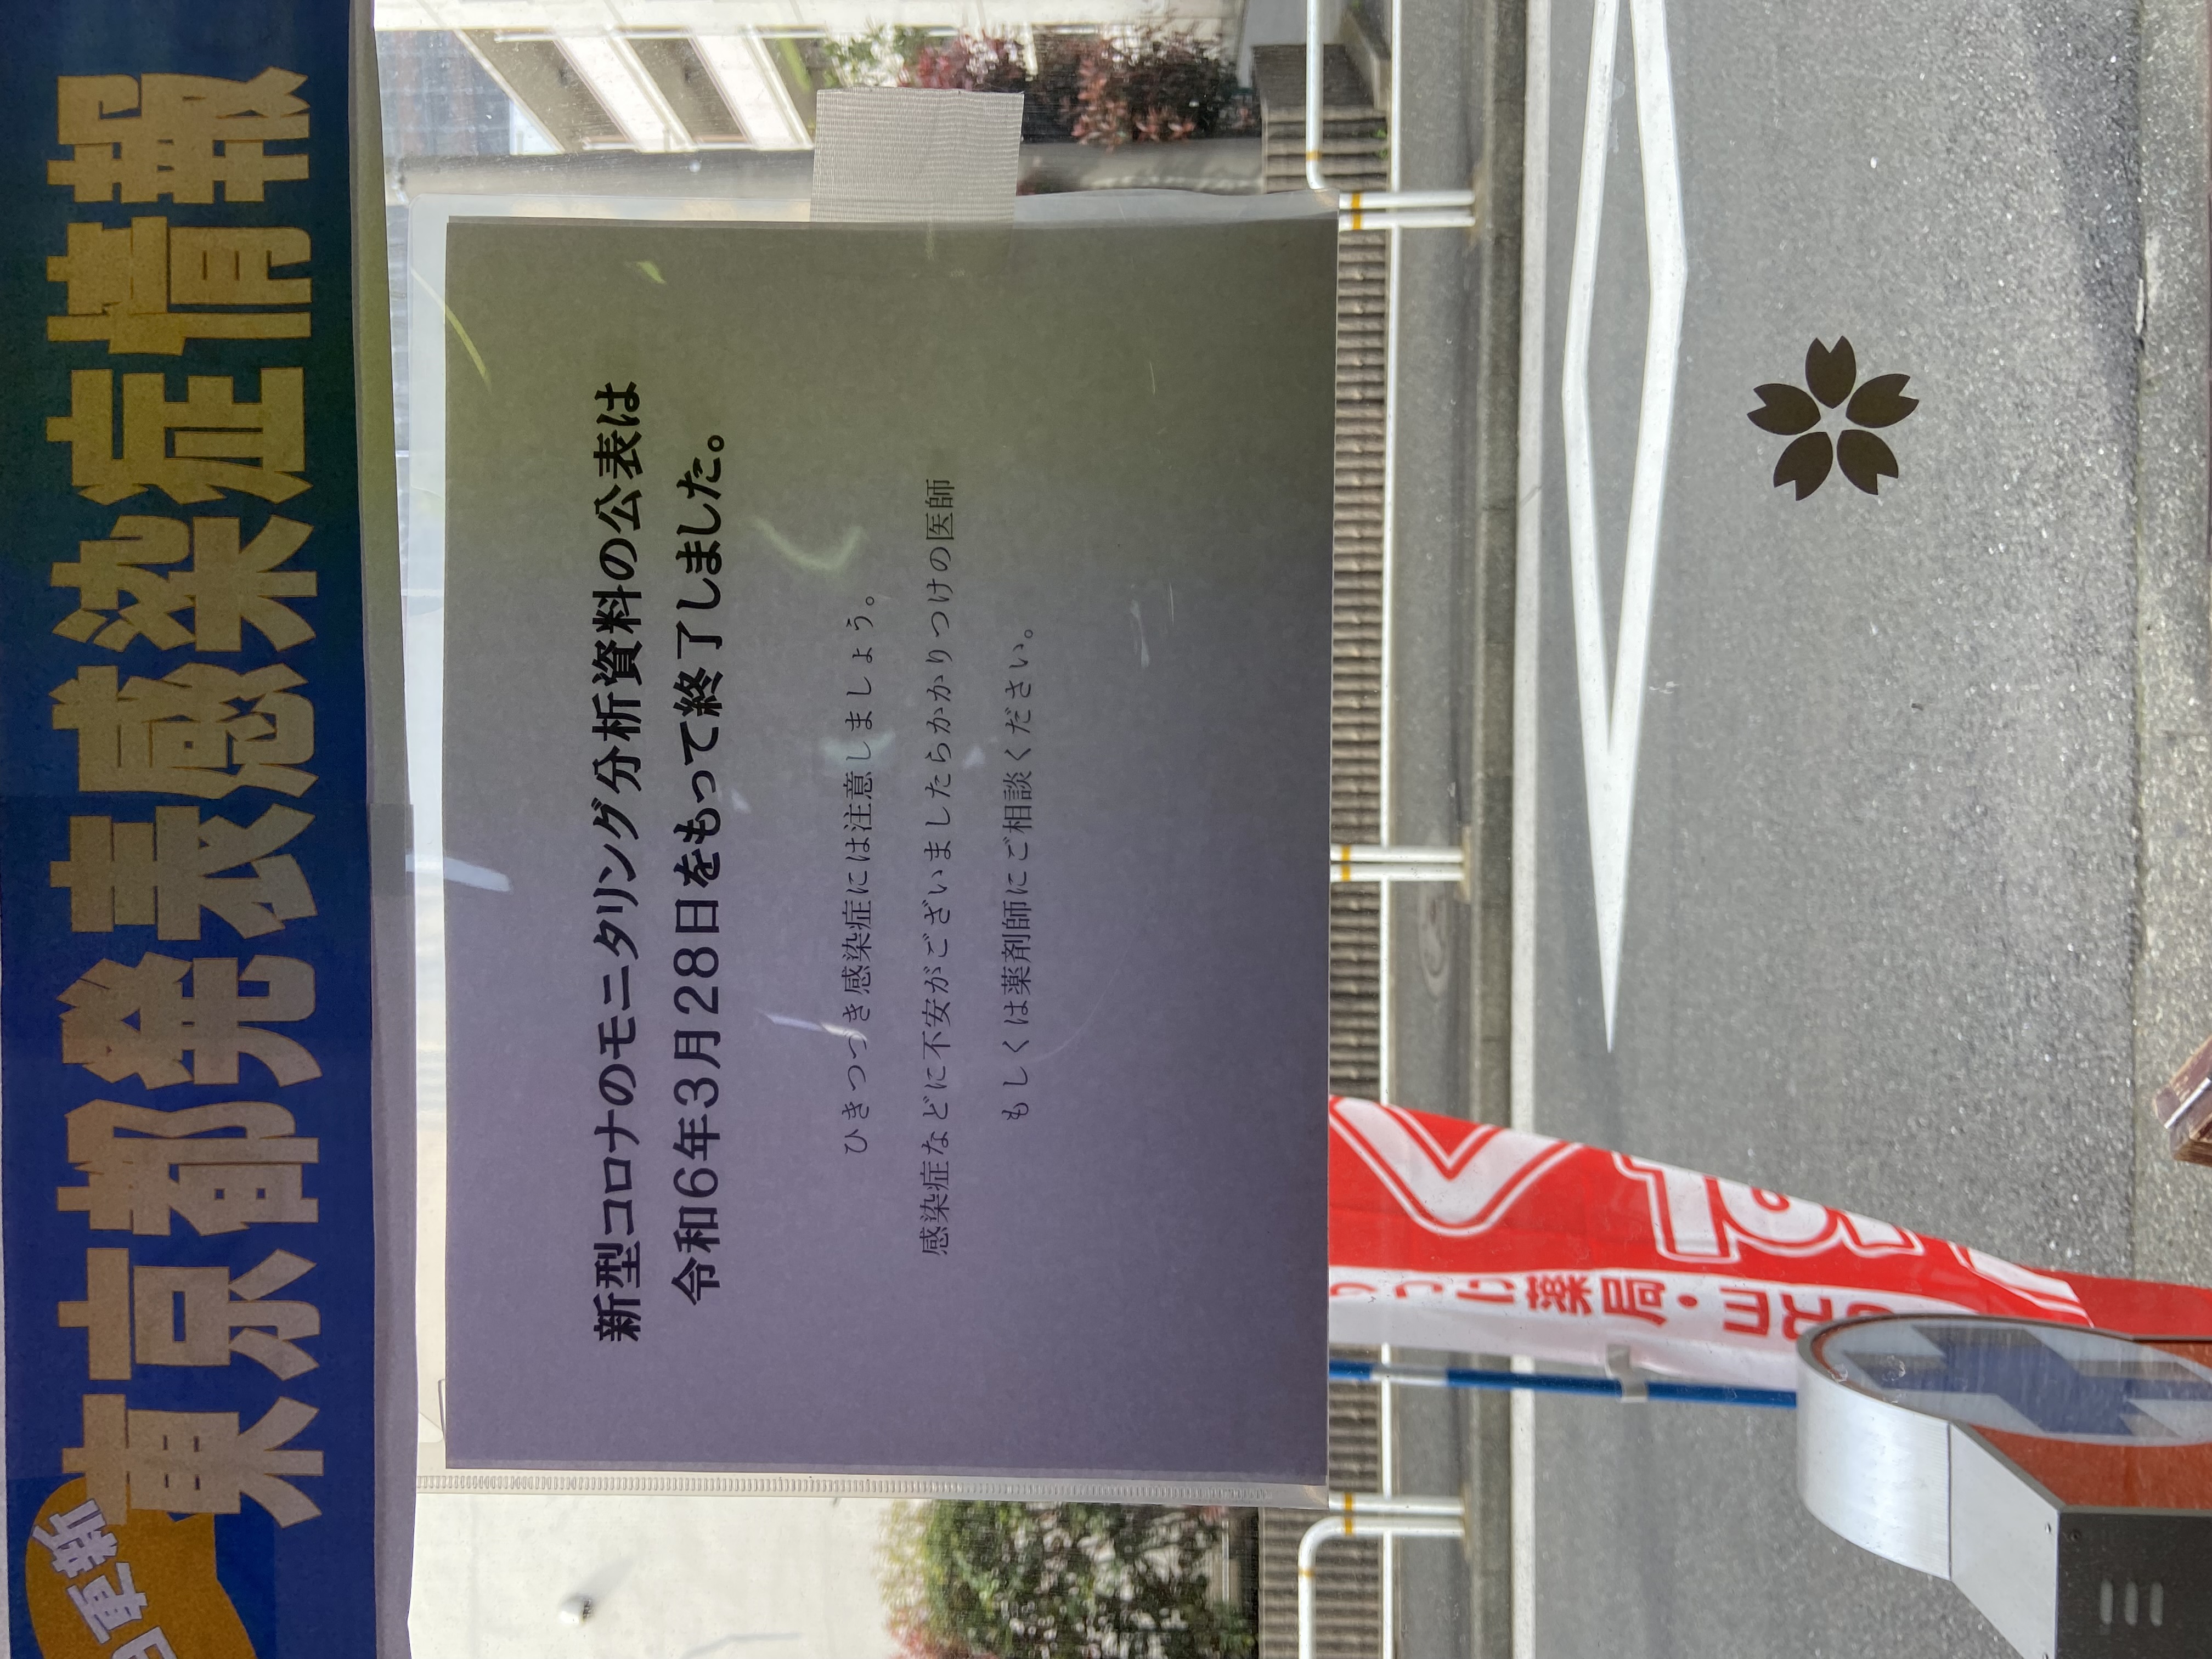 東京都発表感染症情報
更新
新型コロナのモニタリング分析資料の公表は
令和6年3月28日をもって終了しました。
ひきつづき感染症には注意しましょう。
感染症などに不安がございましたらかかりつけの医師
もしくは薬剤師にご相談ください。
つけ薬局・